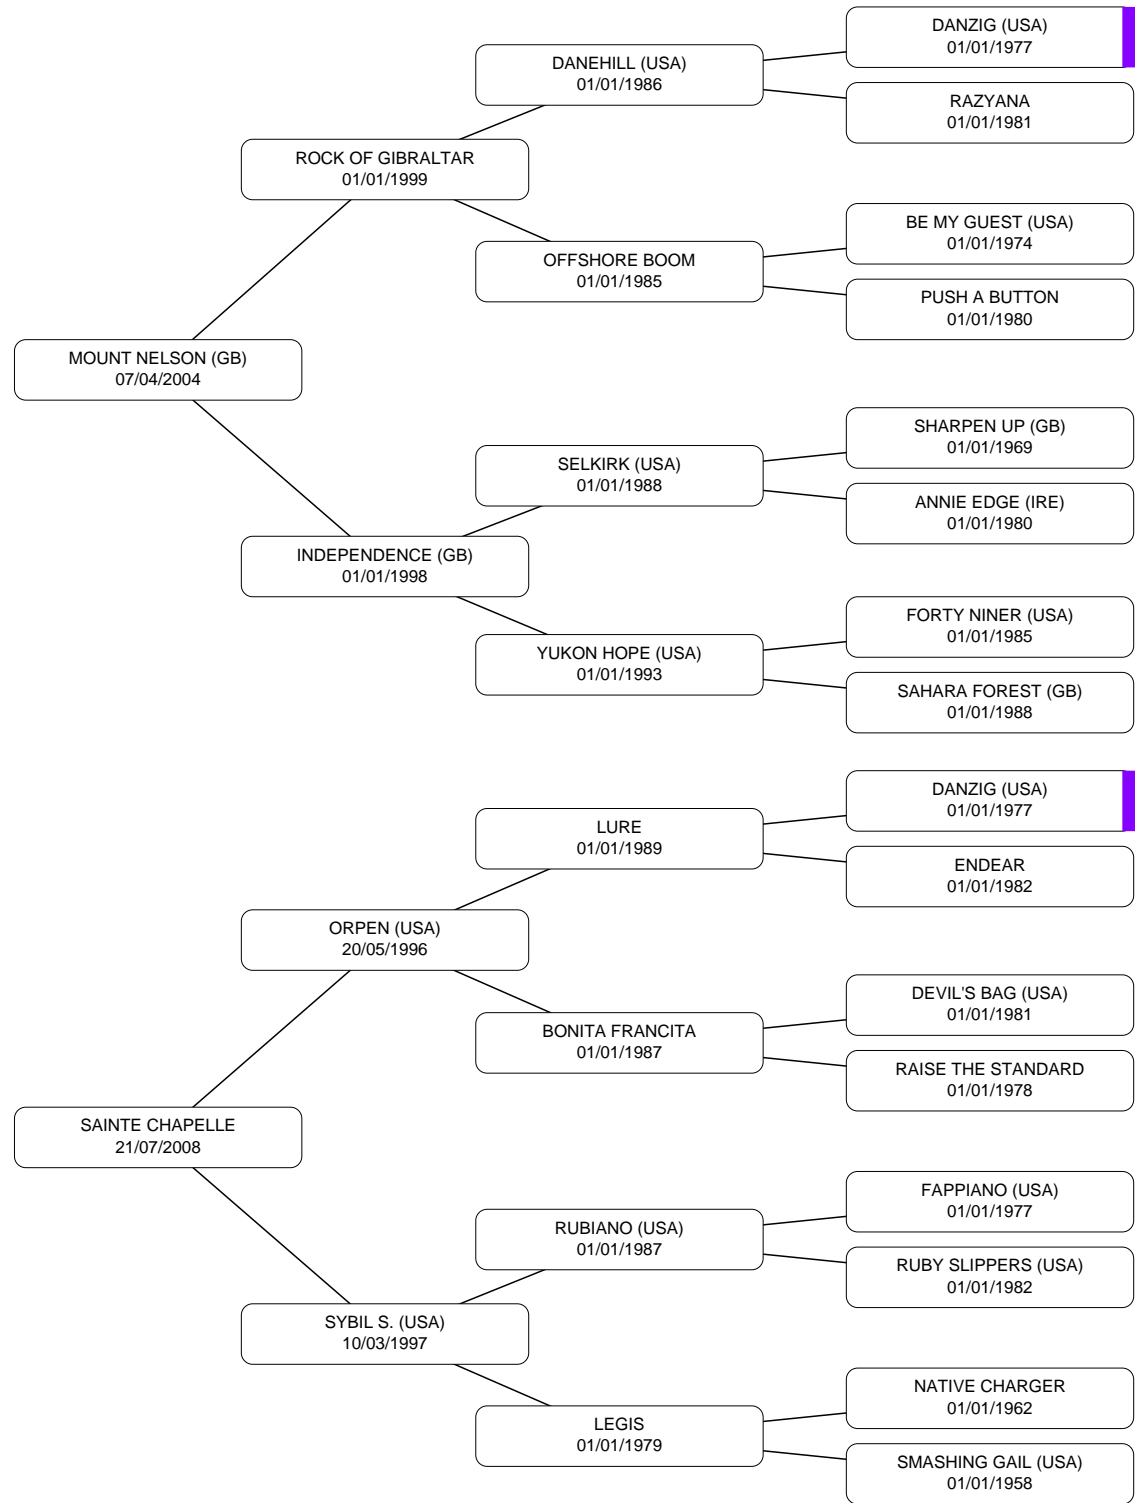 DANZIG (USA)
01/01/1977
DANEHILL (USA)
01/01/1986
RAZYANA
01/01/1981
ROCK OF GIBRALTAR
01/01/1999
BE MY GUEST (USA)
01/01/1974
OFFSHORE BOOM
01/01/1985
PUSH A BUTTON
01/01/1980
MOUNT NELSON (GB)
07/04/2004
SHARPEN UP (GB)
01/01/1969
SELKIRK (USA)
01/01/1988
ANNIE EDGE (IRE)
01/01/1980
INDEPENDENCE (GB)
01/01/1998
FORTY NINER (USA)
01/01/1985
YUKON HOPE (USA)
01/01/1993
SAHARA FOREST (GB)
01/01/1988
DANZIG (USA)
01/01/1977
LURE
01/01/1989
ENDEAR
01/01/1982
ORPEN (USA)
20/05/1996
DEVIL'S BAG (USA)
01/01/1981
BONITA FRANCITA
01/01/1987
RAISE THE STANDARD
01/01/1978
SAINTE CHAPELLE
21/07/2008
FAPPIANO (USA)
01/01/1977
RUBIANO (USA)
01/01/1987
RUBY SLIPPERS (USA)
01/01/1982
SYBIL S. (USA)
10/03/1997
NATIVE CHARGER
01/01/1962
LEGIS
01/01/1979
SMASHING GAIL (USA)
01/01/1958